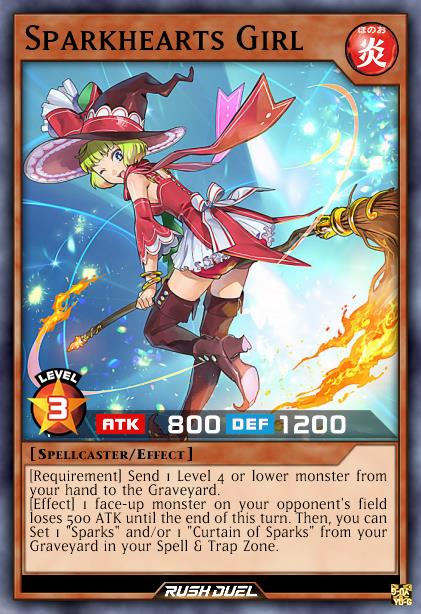 SPARKHEARTS GIRL
ほのお
炎
LEVEL
3
ATK 800 DEF 1200
[SPELLCASTER/EFFECT]
[Requirement] Send 1 Level 4 or lower monster from
your hand to the Graveyard.
[Effect] 1 face-up monster on your opponent's field
loses 500 ATK until the end of this turn. Then, you can
Set 1 "Sparks" and/or 1 "Curtain of Sparks" from your
Graveyard in your Spell & Trap Zone.
RUSH DUEL